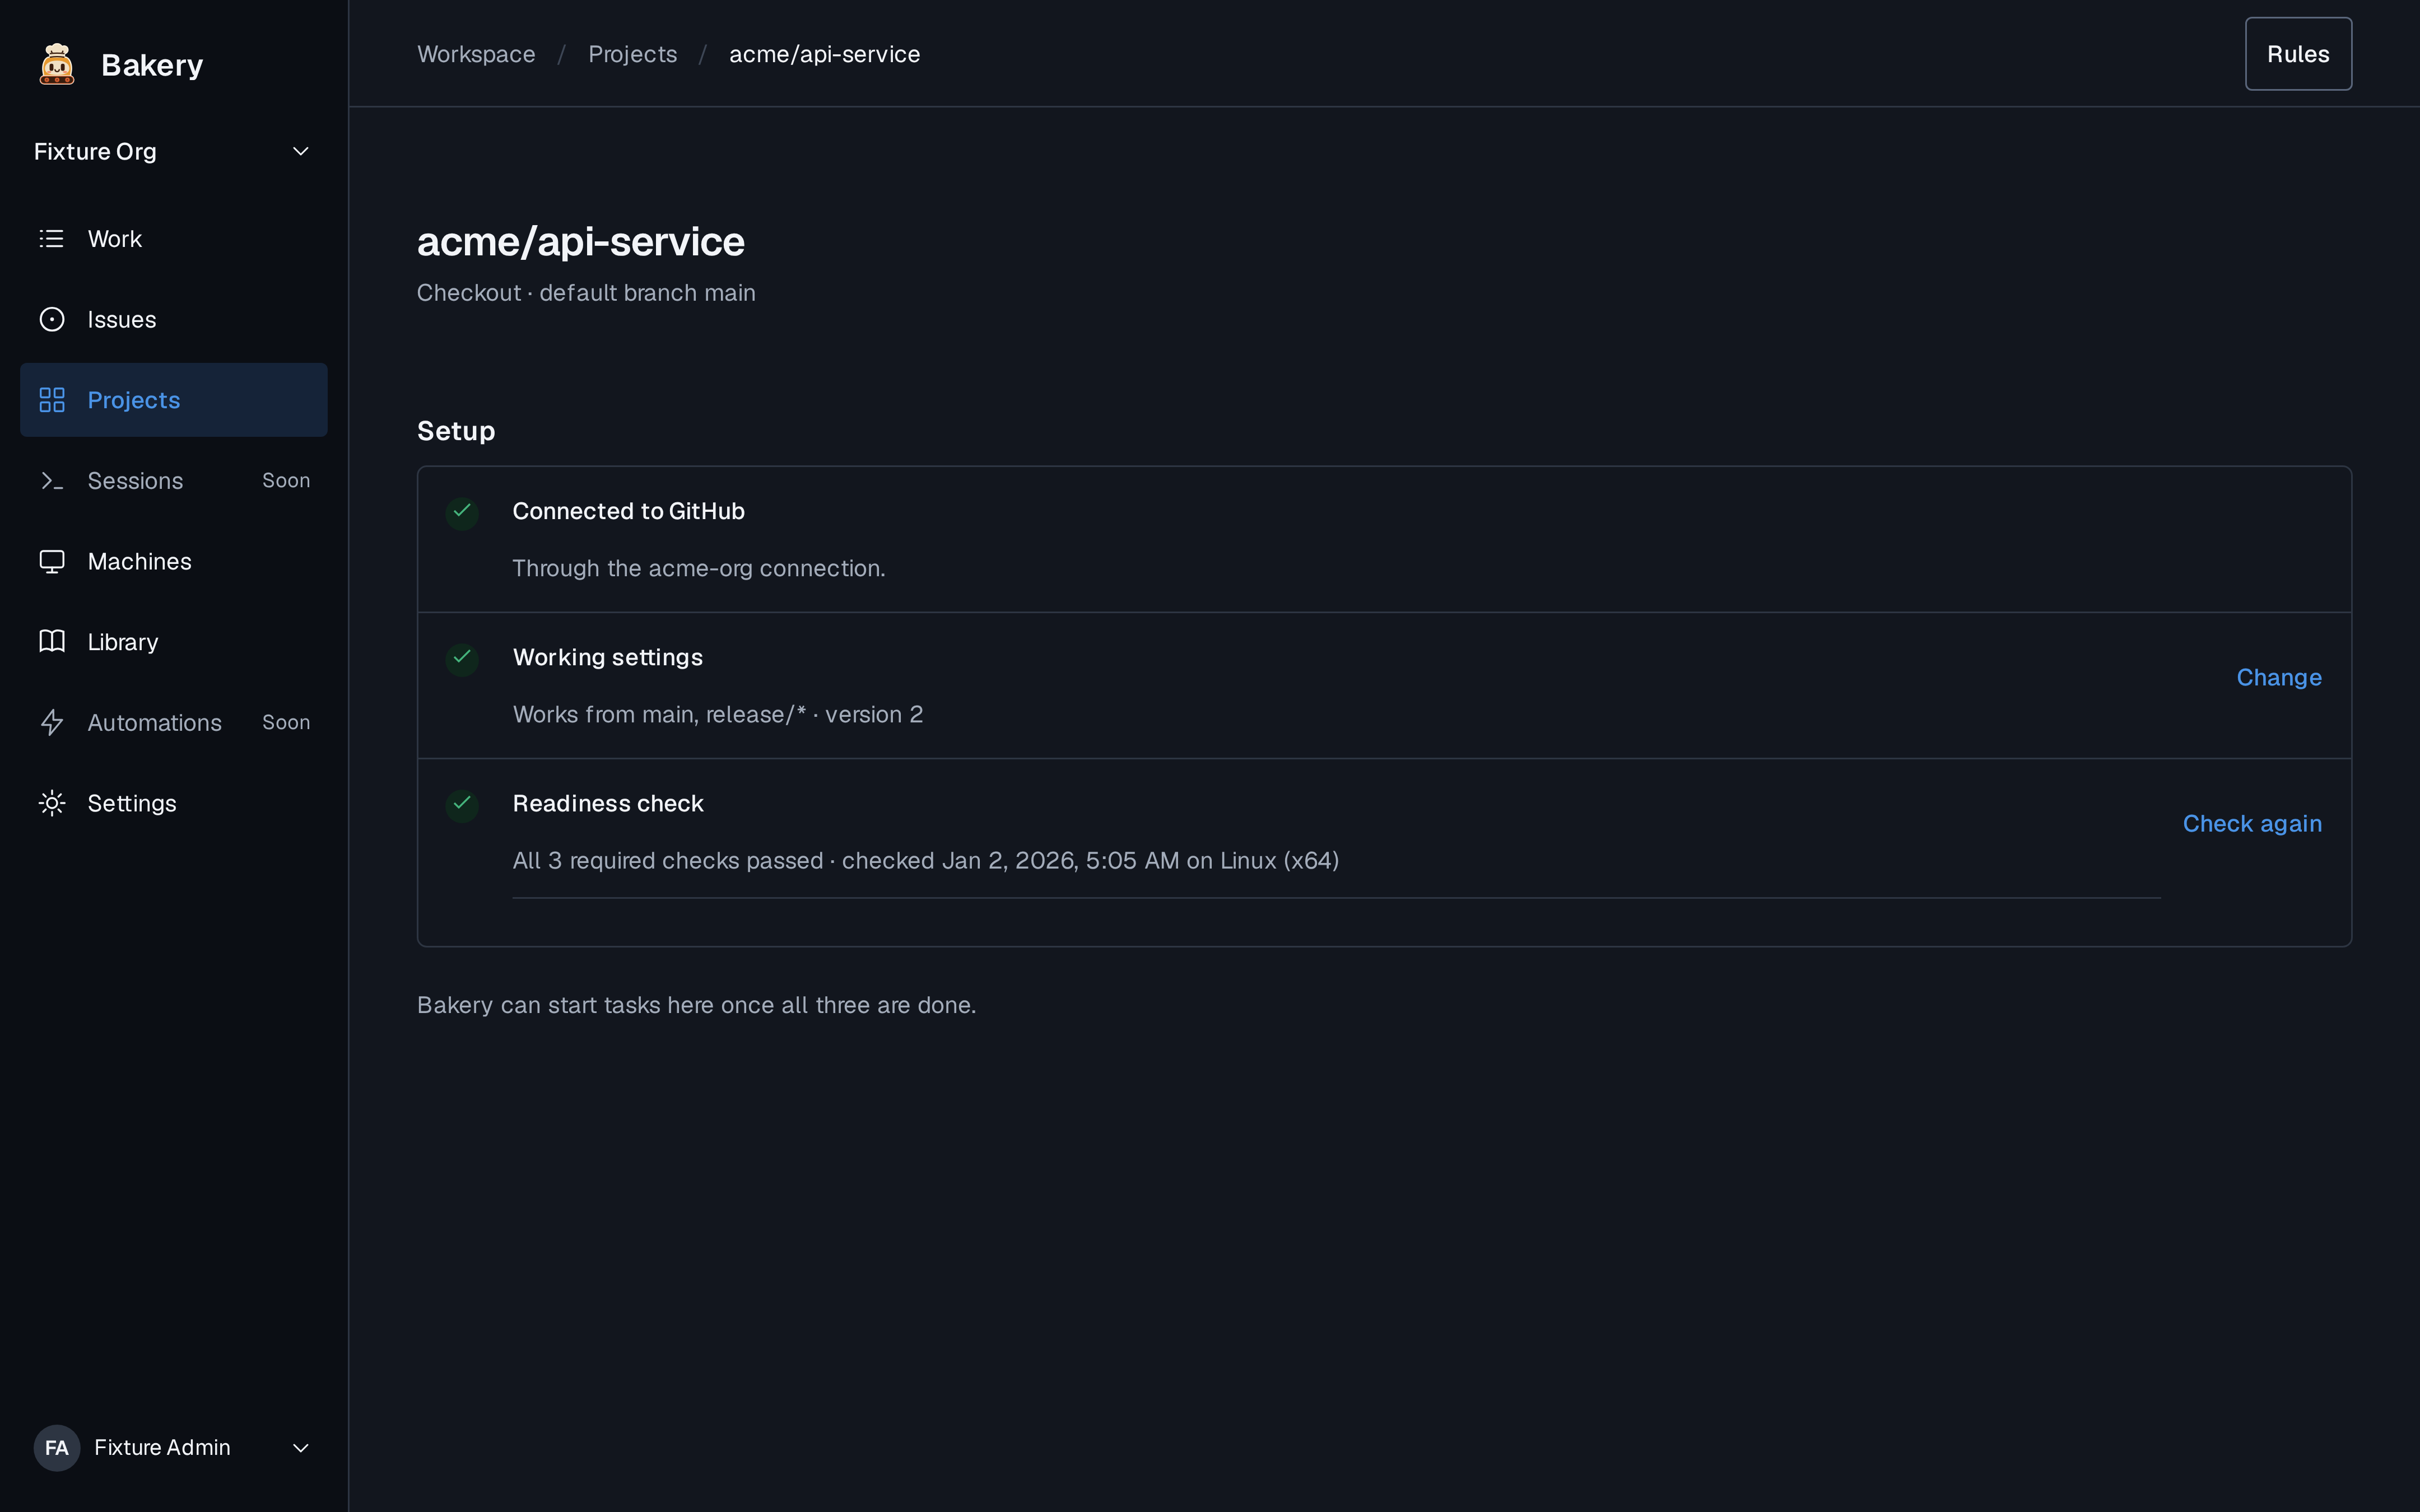 Bakery
Fixture Org
Work
Issues
Projects
Sessions Soon
Machines
Library
Automations Soon
Settings
FA Fixture Admin
Workspace / Projects / acme/api-service
Rules
acme/api-service
Checkout · default branch main
Setup
Connected to GitHub
Through the acme-org connection.
Working settings
Works from main, release/* · version 2
Change
Readiness check
All 3 required checks passed · checked Jan 2, 2026, 5:05 AM on Linux (x64)
Check again
Bakery can start tasks here once all three are done.